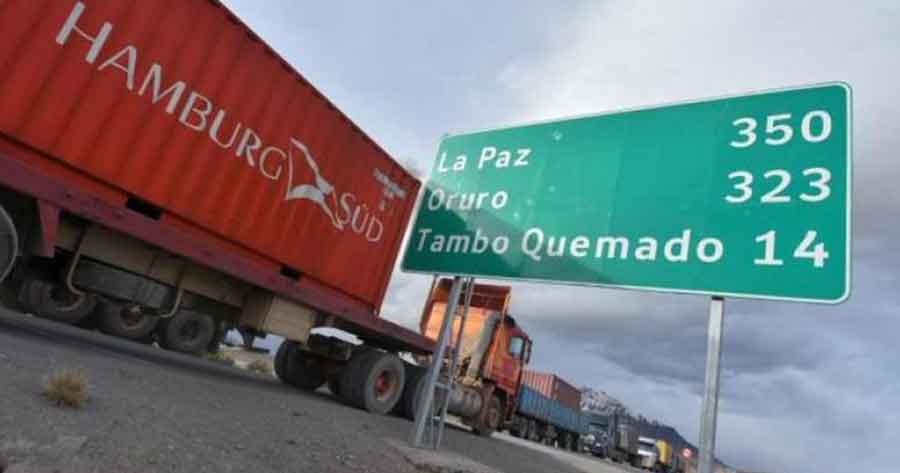 HAMBURG SÜD
La Paz 350
Oruro 323
Tambo Quemado 14